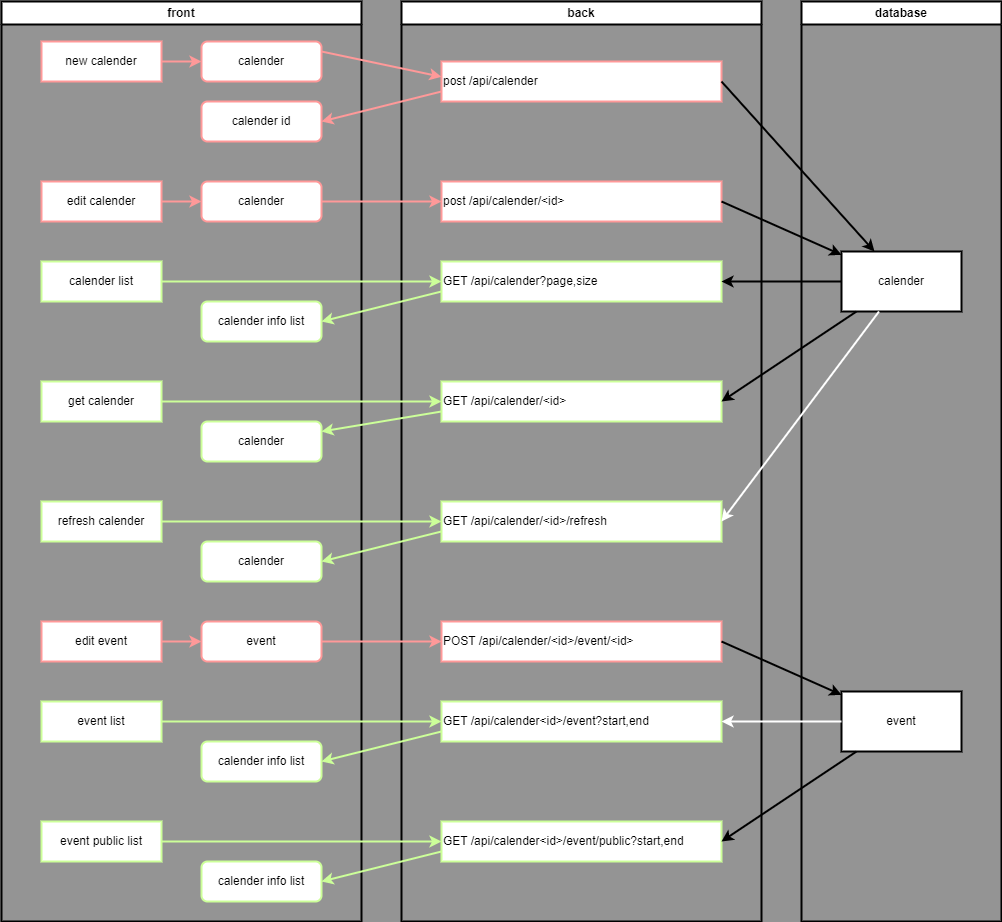 front
back
database
new calender
calender
post /api/calender
calender id
edit calender
calender
post /api/calender/<id>
calender list
GET /api/calender?page,size
calender
calender info list
get calender
GET /api/calender/<id>
calender
refresh calender
GET /api/calender/<id>/refresh
calender
edit event
event
POST /api/calender/<id>/event/<id>
event list
GET /api/calender<id>/event?start,end
event
calender info list
event public list
GET /api/calender<id>/event/public?start,end
calender info list